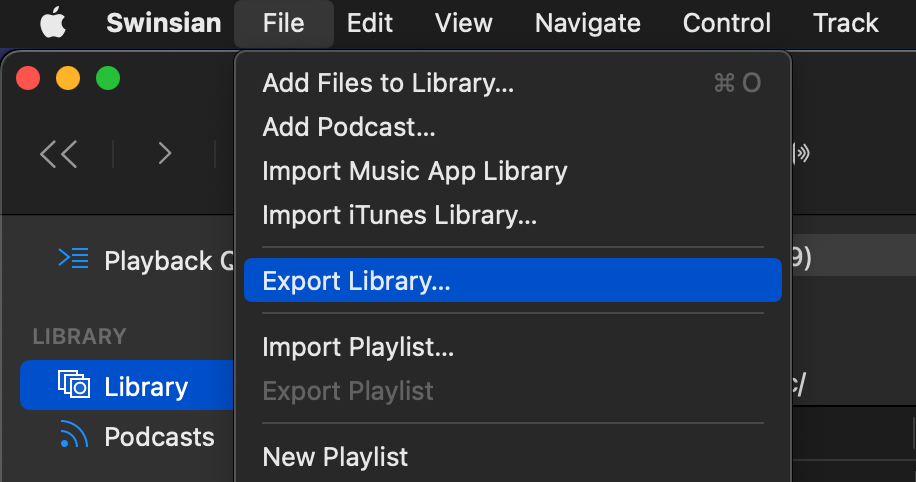 Swinsian File Edit View Navigate Control Track
Add Files to Library... ⌘ O
Add Podcast...
Import Music App Library
Import iTunes Library...
Playback
9)
Export Library...
LIBRARY
Import Playlist...
Library
Export Playlist
Podcasts
New Playlist